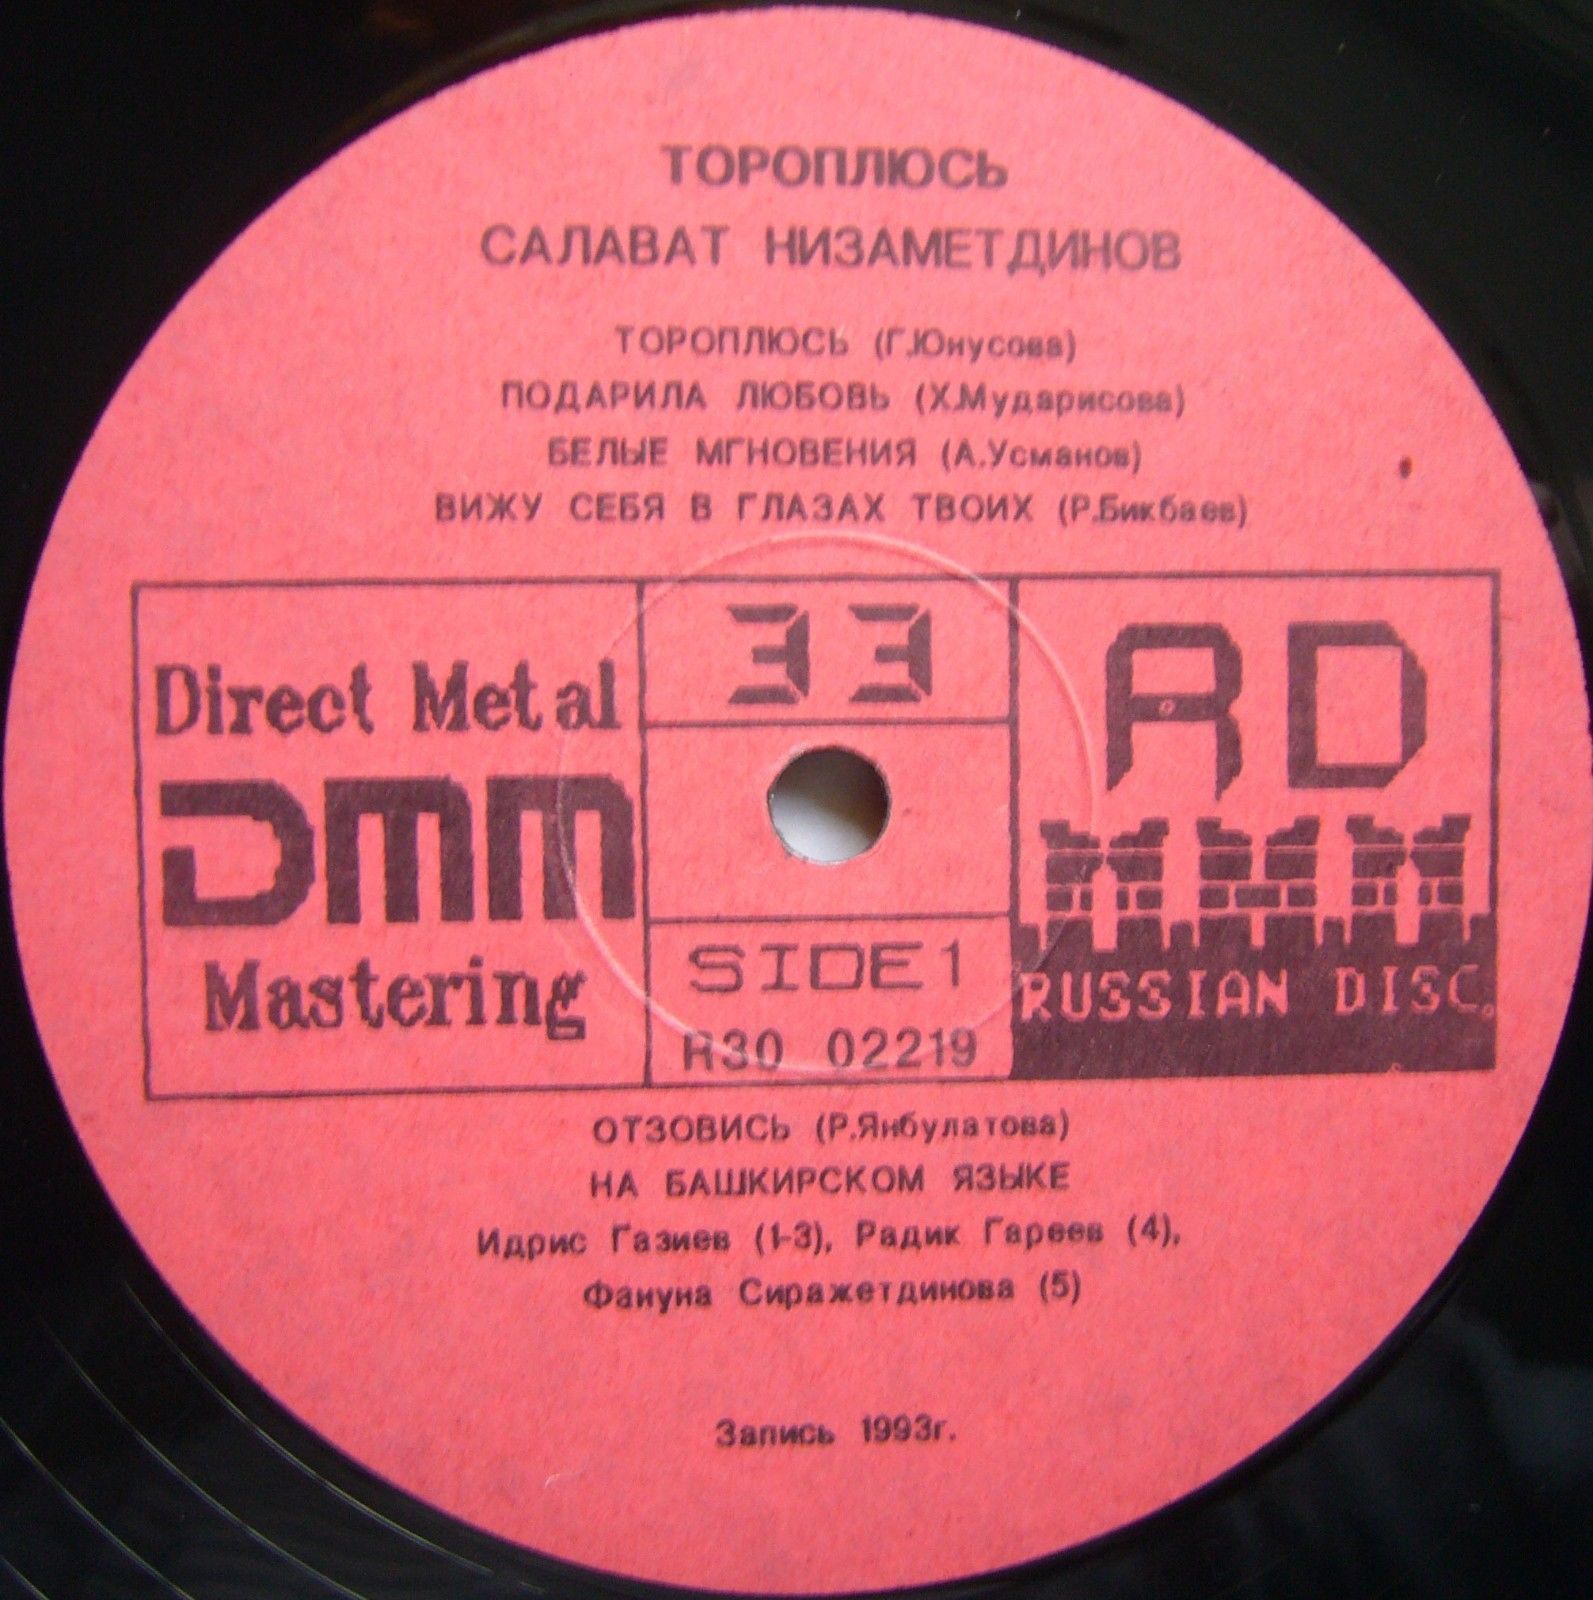 ТОРОПЛЮСЬ
САЛАВАТ НИЗАМЕТДИНОВ
ТОРОПЛЮСЬ (Г.Юнусова)
ПОДАРИЛА ЛЮБОВЬ (Х.Мударисова)
БЕЛЫЕ МГНОВЕНИЯ (А.Усманов)
ВИЖУ СЕБЯ В ГЛАЗАХ ТВОИХ (Р.Бикбаев)
Direct Metal
DMM
Mastering
33
SIDE 1
R30 02219
RD
RUSSIAN DISC.
ОТЗОВИСЬ (Р.Янбулатова)
НА БАШКИРСКОМ ЯЗЫКЕ
Идрис Газиев (1-3), Радик Гареев (4),
Фануна Сиражетдинова (5)
Запись 1993г.